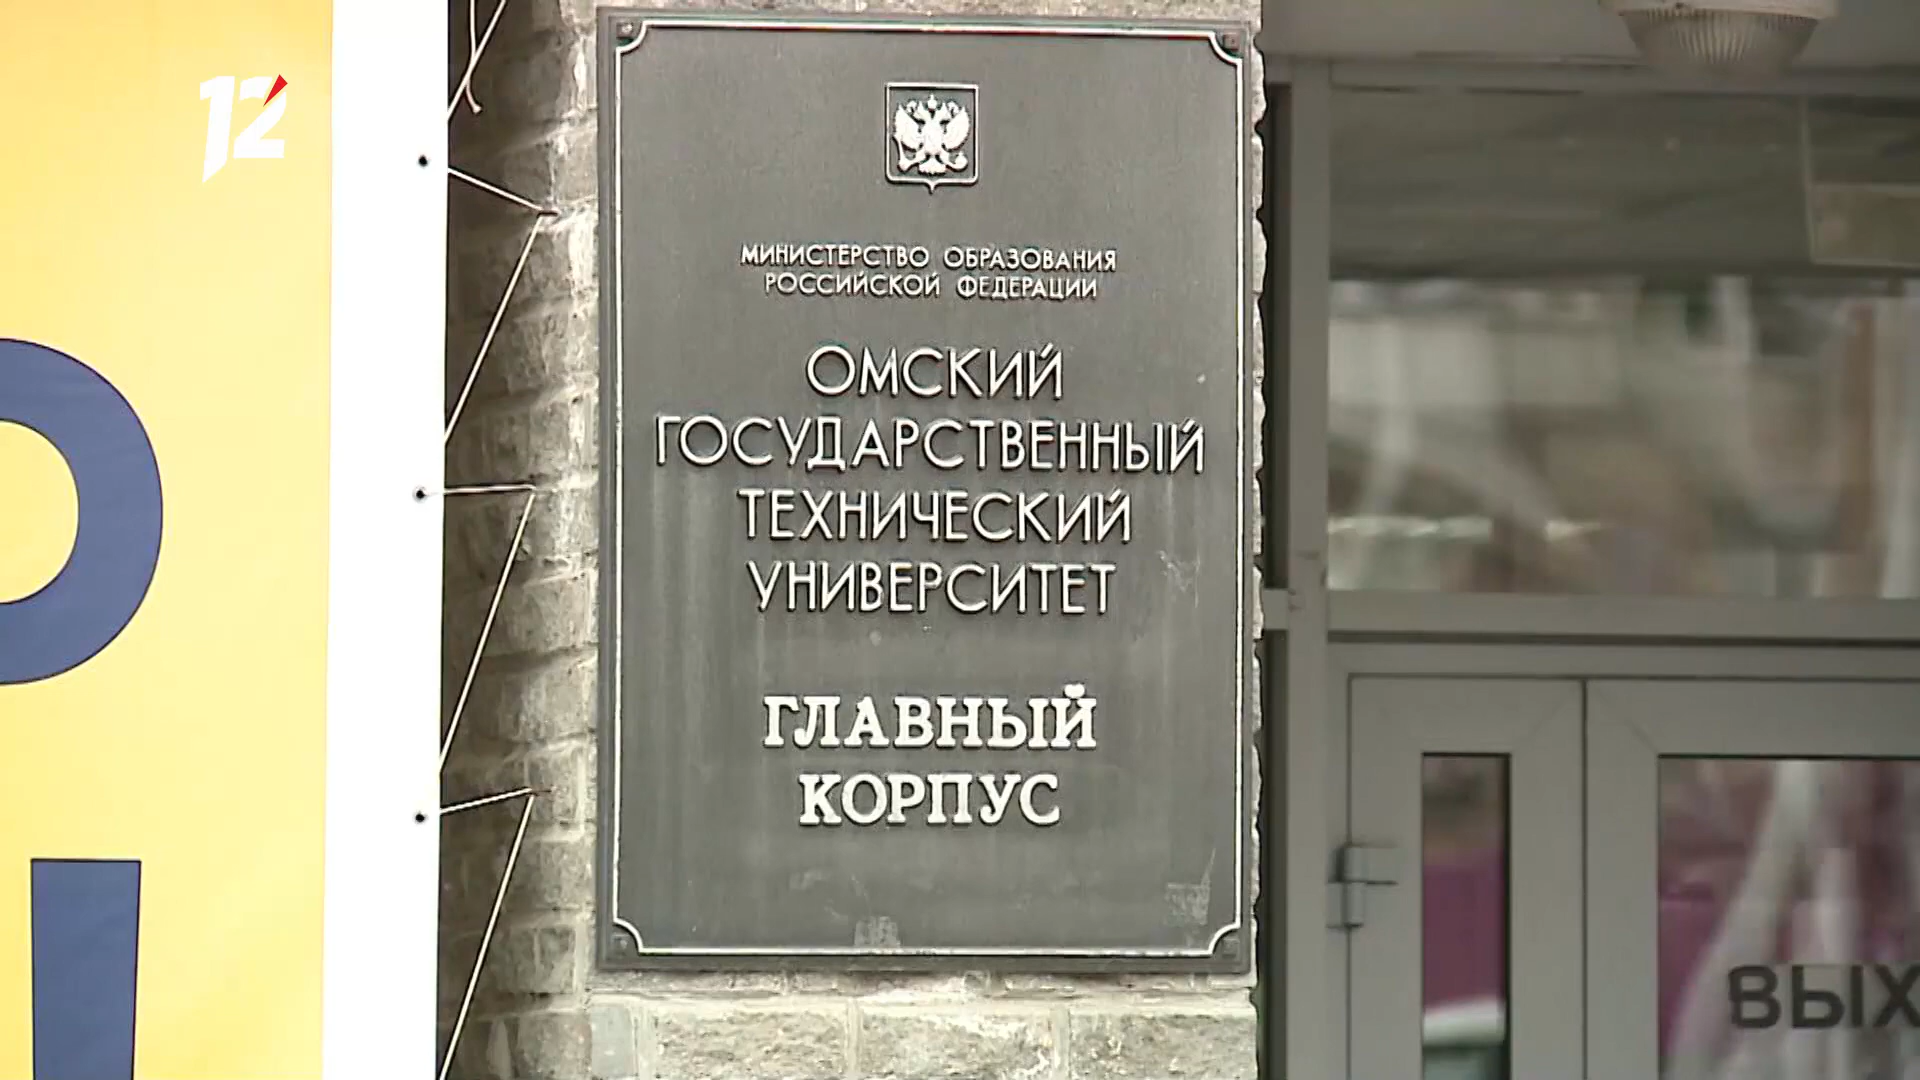 12
МИНИСТЕРСТВО ОБРАЗОВАНИЯ
РОССИЙСКОЙ ФЕДЕРАЦИИ
ОМСКИЙ
ГОСУДАРСТВЕННЫЙ
ТЕХНИЧЕСКИЙ
УНИВЕРСИТЕТ
ГЛАВНЫЙ
КОРПУС
ВЫХ